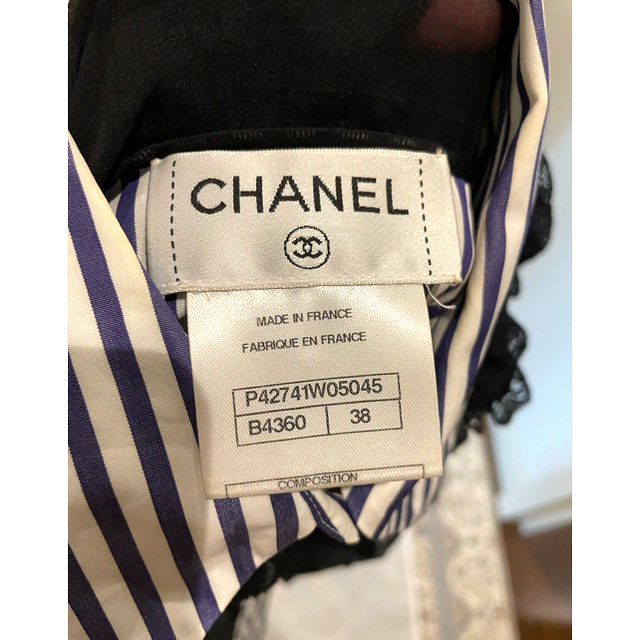 CHANEL
MADE IN FRANCE
FABRIQUE EN FRANCE
P42741W05045
B4360 38
COMPOSITION